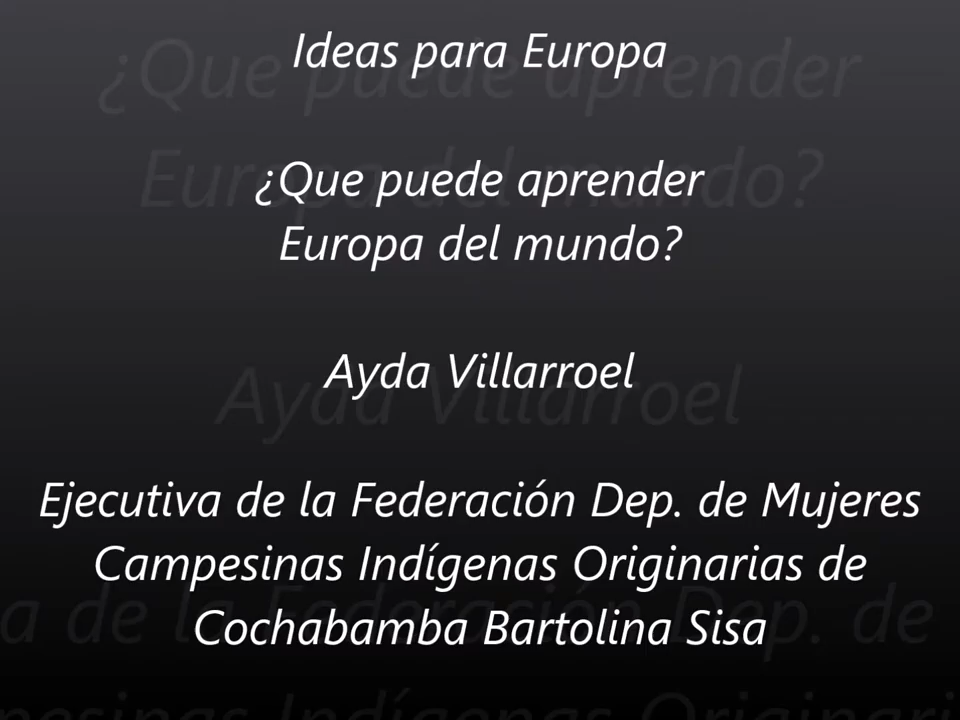 Ideas para Europa
¿Que puede aprender
Europa del mundo?
Ayda Villarroel
Ejecutiva de la Federación Dep. de Mujeres
Campesinas Indígenas Originarias de
Cochabamba Bartolina Sisa